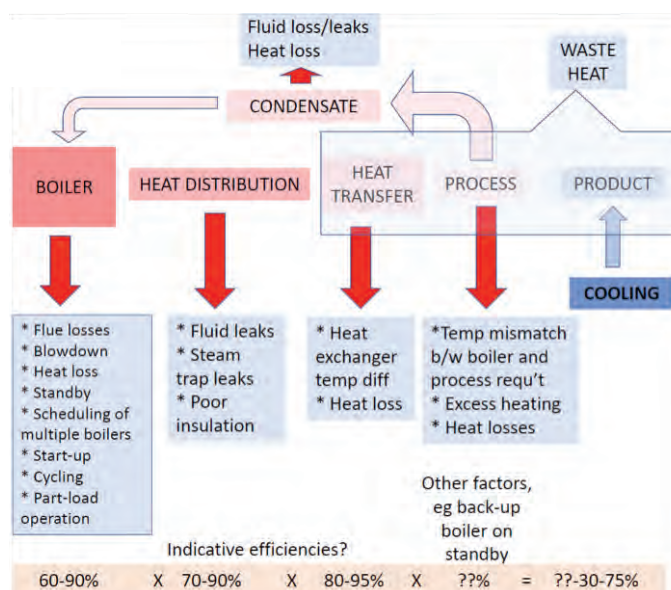 Fluid loss/leaks
Heat loss
WASTE
HEAT
CONDENSATE
BOILER
HEAT DISTRIBUTION
HEAT
TRANSFER
PROCESS
PRODUCT
COOLING
* Flue losses
* Blowdown
* Heat loss
* Standby
* Scheduling of
multiple boilers
* Start-up
* Cycling
* Part-load
operation
* Fluid leaks
* Steam
trap leaks
* Poor
insulation
* Heat
exchanger
temp diff
* Heat loss
*Temp mismatch
b/w boiler and
process requ't
* Excess heating
* Heat losses
Other factors,
eg back-up
boiler on
standby
Indicative efficiencies?
60-90% X 70-90% X 80-95% X ??% = ??-30-75%